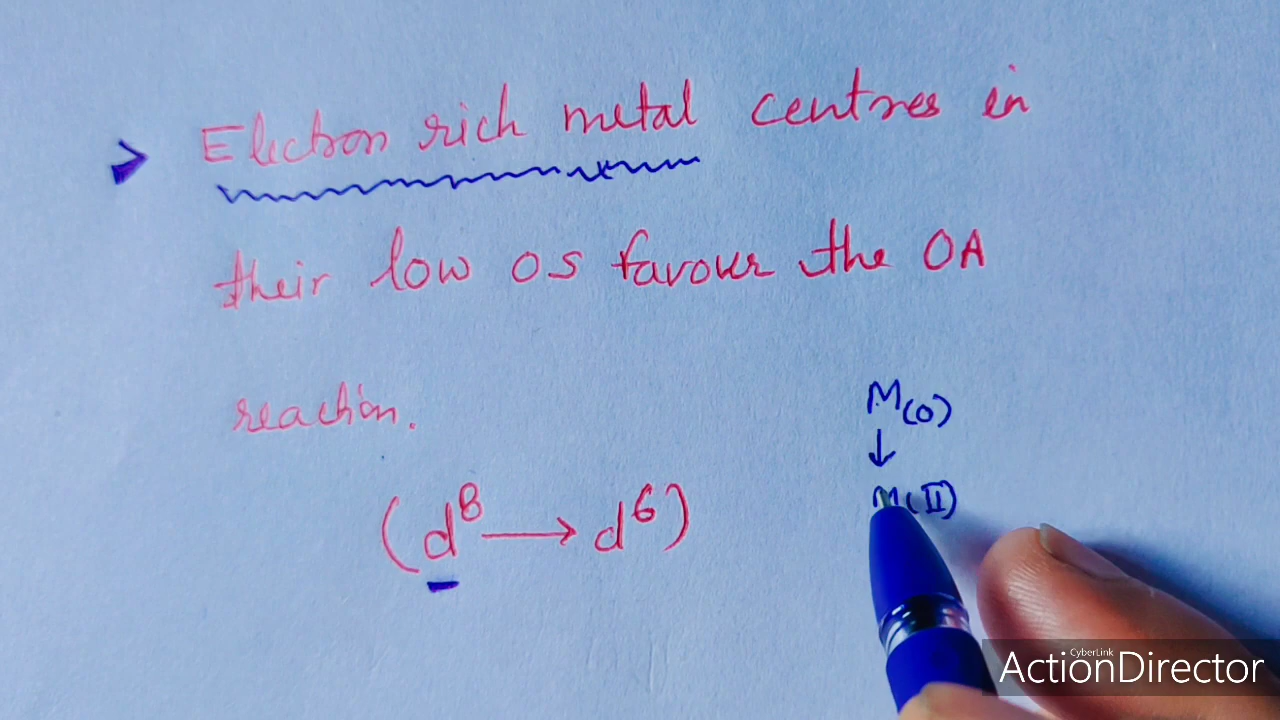 > Electron rich metal centres in
their low OS favour the OA
reaction.
M(0)
↓
M(II)
(d⁸ → d⁶)
CyberLink
ActionDirector